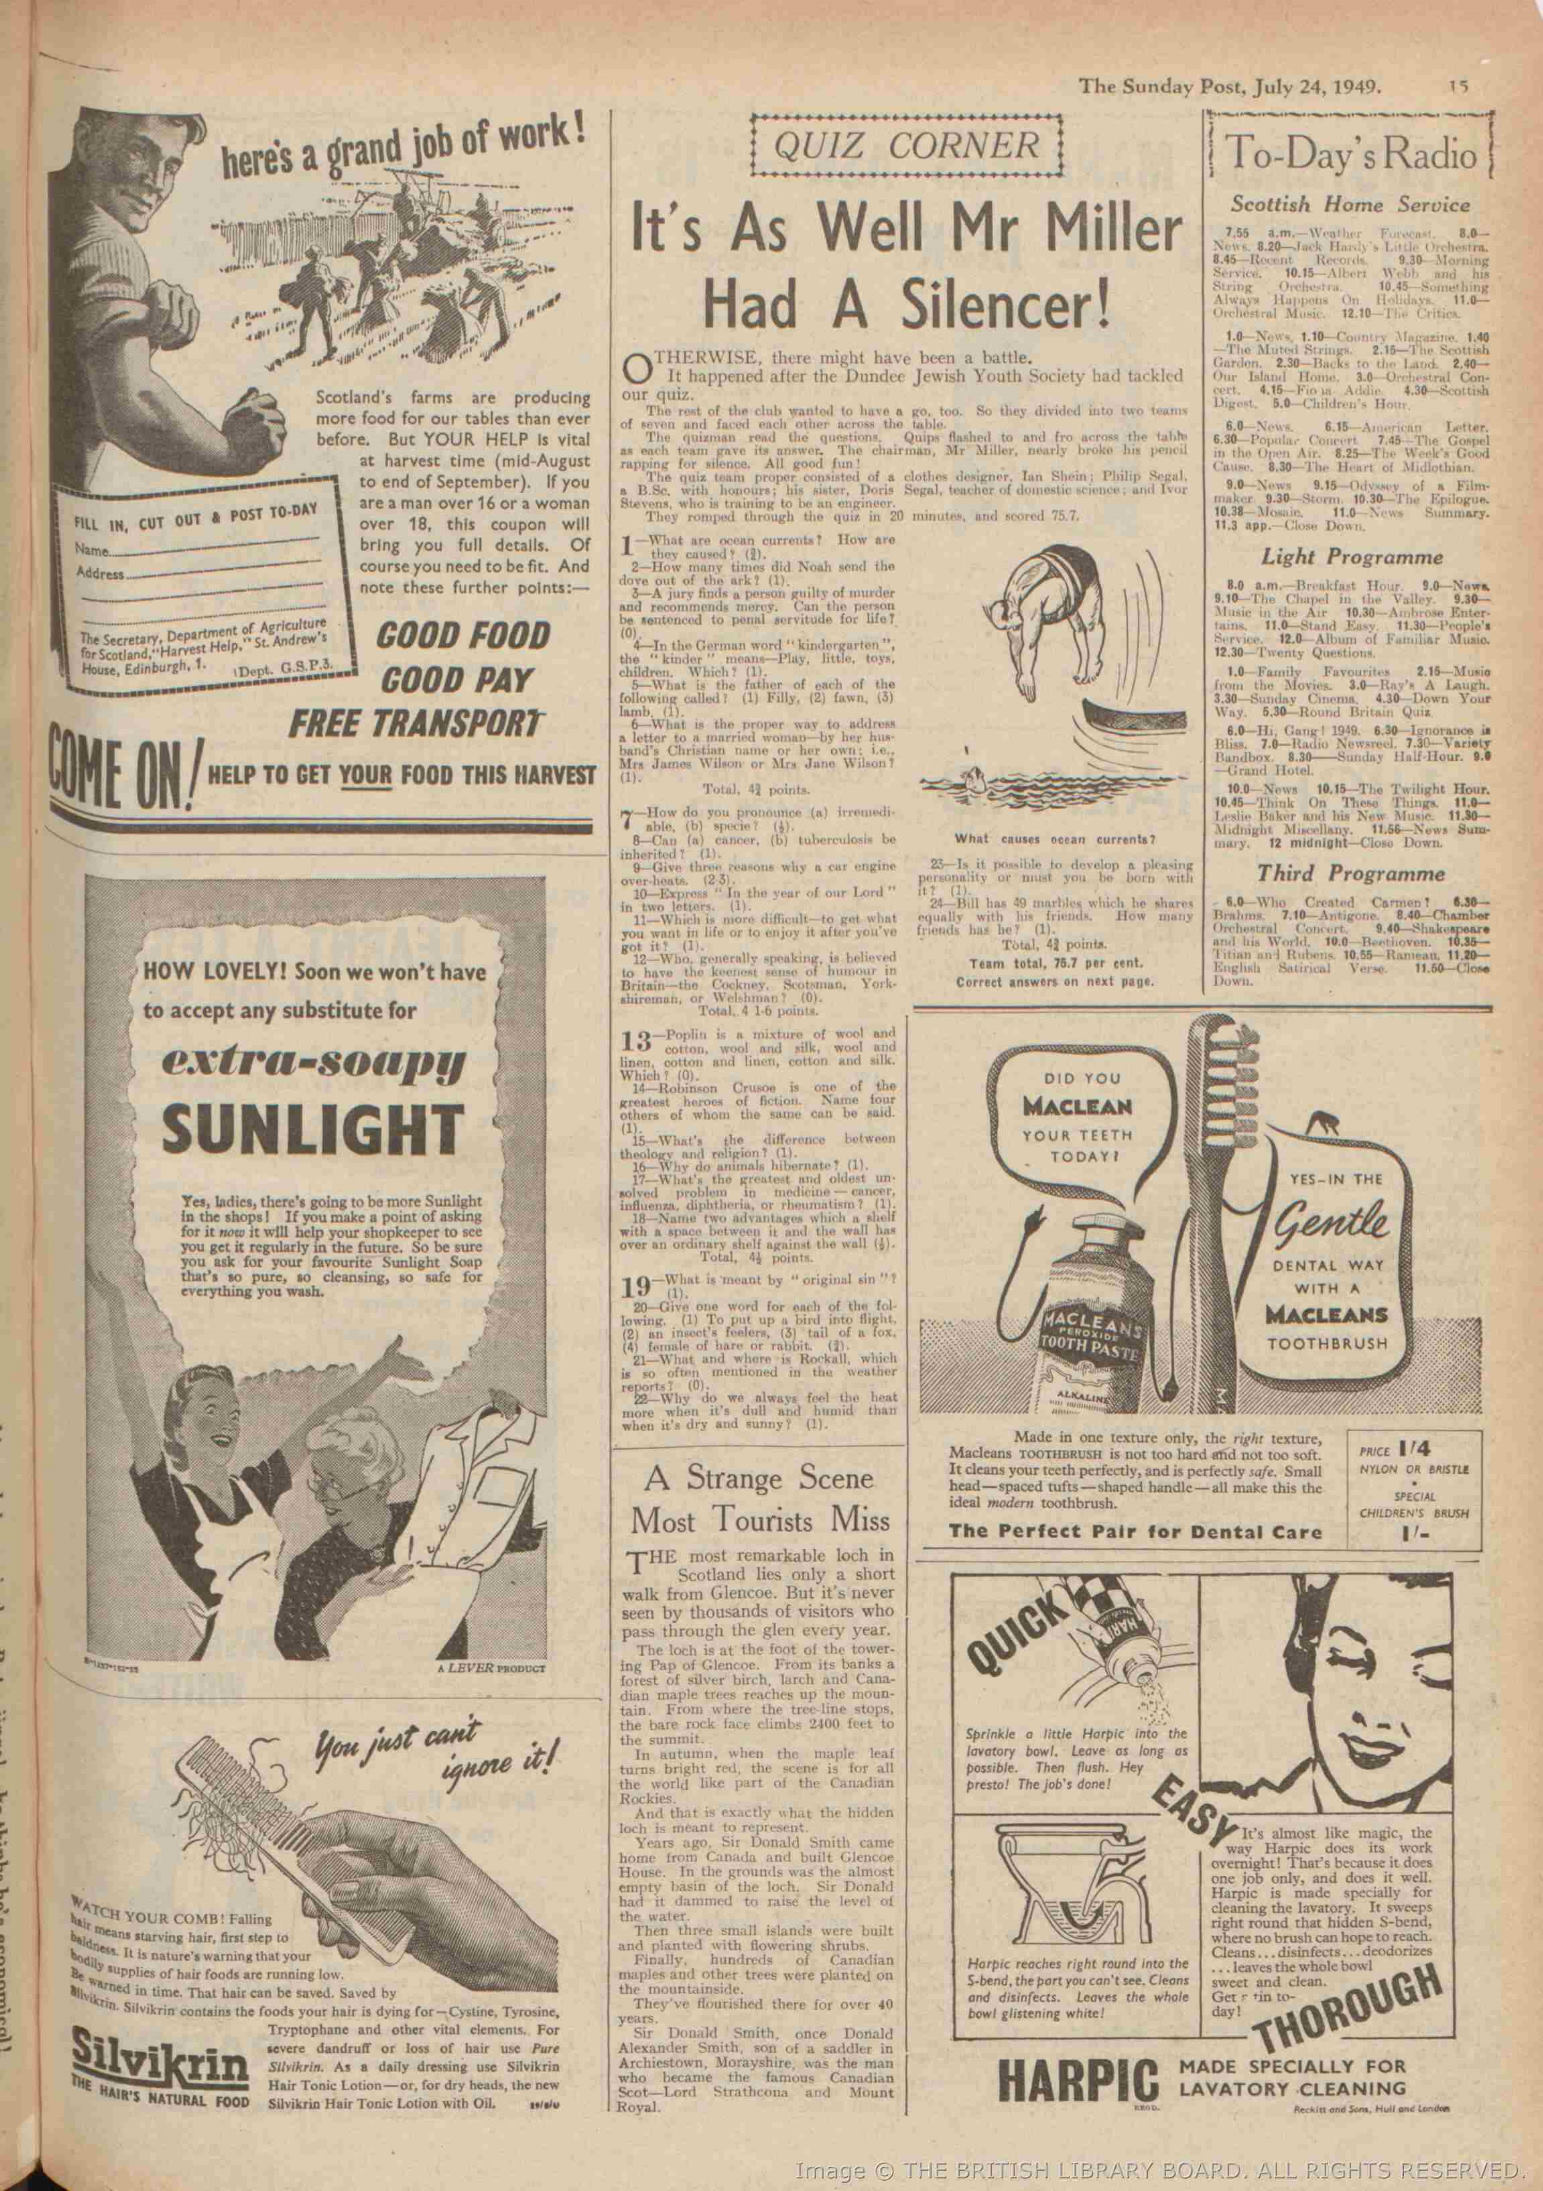 The Sunday Post, July 24, 1949. 15
here's a grand job of work!
Scotland's farms are producing
more food for our tables than ever
before. But YOUR HELP is vital
at harvest time (mid-August
to end of September). If you
are a man over 16 or a woman
over 18, this coupon will
bring you full details. Of
course you need to be fit. And
note these further points:—
FILL IN, CUT OUT & POST TO-DAY
Name
Address
The Secretary, Department of Agriculture
for Scotland, "Harvest Help," St. Andrew's
House, Edinburgh, 1. (Dept. G.S.P.3.
GOOD FOOD
GOOD PAY
FREE TRANSPORT
COME ON! HELP TO GET YOUR FOOD THIS HARVEST
HOW LOVELY! Soon we won't have
to accept any substitute for
extra-soapy
SUNLIGHT
Yes, ladies, there's going to be more Sunlight
in the shops! If you make a point of asking
for it now it will help your shopkeeper to see
you get it regularly in the future. So be sure
you ask for your favourite Sunlight Soap
that's so pure, so cleansing, so safe for
everything you wash.
A LEVER PRODUCT
You just can't
ignore it!
WATCH YOUR COMB! Falling
hair means starving hair, first step to
baldness. It is nature's warning that your
bodily supplies of hair foods are running low.
Be warned in time. That hair can be saved. Saved by
Silvikrin. Silvikrin contains the foods your hair is dying for—Cystine, Tyrosine,
Tryptophane and other vital elements. For
severe dandruff or loss of hair use Pure
Silvikrin. As a daily dressing use Silvikrin
Hair Tonic Lotion—or, for dry heads, the new
Silvikrin Hair Tonic Lotion with Oil.
Silvikrin
THE HAIR'S NATURAL FOOD
QUIZ CORNER
It's As Well Mr Miller
Had A Silencer!
OTHERWISE, there might have been a battle.
It happened after the Dundee Jewish Youth Society had tackled
our quiz.
The rest of the club wanted to have a go, too. So they divided into two teams
of seven and faced each other across the table.
The quizman read the questions. Quips flashed to and fro across the table
as each team gave its answer. The chairman, Mr Miller, nearly broke his pencil
rapping for silence. All good fun!
The quiz team proper consisted of a clothes designer, Ian Shein; Philip Segal,
a B.Sc. with honours; his sister, Doris Segal, teacher of domestic science; and Ivor
Stevens, who is training to be an engineer.
They romped through the quiz in 20 minutes, and scored 75.7.
1—What are ocean currents? How are
they caused? (¾).
2—How many times did Noah send the
dove out of the ark? (1).
3—A jury finds a person guilty of murder
and recommends mercy. Can the person
be sentenced to penal servitude for life?
(0).
4—In the German word "kindergarten",
the "kinder" means—Play, little, toys,
children. Which? (1).
5—What is the father of each of the
following called? (1) Filly, (2) fawn, (3)
lamb. (1).
6—What is the proper way to address
a letter to a married woman—by her hus-
band's Christian name or her own; i.e.,
Mrs James Wilson or Mrs Jane Wilson?
(1).
Total, 4¾ points.
7—How do you pronounce (a) irremedi-
able, (b) specie? (½).
8—Can (a) cancer, (b) tuberculosis be
inherited? (1).
9—Give three reasons why a car engine
over-heats. (2-3).
10—Express "In the year of our Lord"
in two letters. (1).
11—Which is more difficult—to get what
you want in life or to enjoy it after you've
got it? (1).
12—Who, generally speaking, is believed
to have the keenest sense of humour in
Britain—the Cockney, Scotsman, York-
shireman, or Welshman? (0).
Total, 4 1-6 points.
13—Poplin is a mixture of wool and
cotton, wool and silk, wool and
linen, cotton and linen, cotton and silk.
Which? (0).
14—Robinson Crusoe is one of the
greatest heroes of fiction. Name four
others of whom the same can be said.
(1).
15—What's the difference between
theology and religion? (1).
16—Why do animals hibernate? (1).
17—What's the greatest and oldest un-
solved problem in medicine—cancer,
influenza, diphtheria, or rheumatism? (1).
18—Name two advantages which a shelf
with a space between it and the wall has
over an ordinary shelf against the wall (½).
Total, 4½ points.
19—What is meant by "original sin"?
(1).
20—Give one word for each of the fol-
lowing. (1) To put up a bird into flight,
(2) an insect's feelers, (3) tail of a fox,
(4) female of hare or rabbit. (¾).
21—What and where is Rockall, which
is so often mentioned in the weather
reports? (0).
22—Why do we always feel the heat
more when it's dull and humid than
when it's dry and sunny? (1).
What causes ocean currents?
23—Is it possible to develop a pleasing
personality or must you be born with
it? (1).
24—Bill has 49 marbles which he shares
equally with his friends. How many
friends has he? (1).
Total, 4¾ points.
Team total, 75.7 per cent.
Correct answers on next page.
A Strange Scene
Most Tourists Miss
THE most remarkable loch in
Scotland lies only a short
walk from Glencoe. But it's never
seen by thousands of visitors who
pass through the glen every year.
The loch is at the foot of the tower-
ing Pap of Glencoe. From its banks a
forest of silver birch, larch and Cana-
dian maple trees reaches up the moun-
tain. From where the tree-line stops,
the bare rock face climbs 2400 feet to
the summit.
In autumn, when the maple leaf
turns bright red, the scene is for all
the world like part of the Canadian
Rockies.
And that is exactly what the hidden
loch is meant to represent.
Years ago, Sir Donald Smith came
home from Canada and built Glencoe
House. In the grounds was the almost
empty basin of the loch. Sir Donald
had it dammed to raise the level of
the water.
Then three small islands were built
and planted with flowering shrubs.
Finally, hundreds of Canadian
maples and other trees were planted on
the mountainside.
They've flourished there for over 40
years.
Sir Donald Smith, once Donald
Alexander Smith, son of a saddler in
Archiestown, Morayshire, was the man
who became the famous Canadian
Scot—Lord Strathcona and Mount
Royal.
To-Day's Radio
Scottish Home Service
7.55 a.m.—Weather Forecast. 8.0—
News. 8.20—Jack Hardy's Little Orchestra.
8.45—Recent Records. 9.30—Morning
Service. 10.15—Albert Webb and his
String Orchestra. 10.45—Something
Always Happens On Holidays. 11.0—
Orchestral Music. 12.10—The Critics.
1.0—News. 1.10—Country Magazine. 1.40
—The Muted Strings. 2.15—The Scottish
Garden. 2.30—Backs to the Land. 2.40—
Our Island Home. 3.0—Orchestral Con-
cert. 4.15—Fiona Addie. 4.30—Scottish
Digest. 5.0—Children's Hour.
6.0—News. 6.15—American Letter.
6.30—Popular Concert. 7.45—The Gospel
in the Open Air. 8.25—The Week's Good
Cause. 8.30—The Heart of Midlothian.
9.0—News 9.15—Odyssey of a Film-
maker. 9.30—Storm. 10.30—The Epilogue.
10.38—Mosaic. 11.0—News Summary.
11.3 app.—Close Down.
Light Programme
8.0 a.m.—Breakfast Hour. 9.0—News.
9.10—The Chapel in the Valley. 9.30—
Music in the Air 10.30—Ambrose Enter-
tains. 11.0—Stand Easy. 11.30—People's
Service. 12.0—Album of Familiar Music.
12.30—Twenty Questions.
1.0—Family Favourites 2.15—Music
from the Movies. 3.0—Ray's A Laugh.
3.30—Sunday Cinema. 4.30—Down Your
Way. 5.30—Round Britain Quiz
6.0—Hi, Gang! 1949. 6.30—Ignorance is
Bliss. 7.0—Radio Newsreel. 7.30—Variety
Bandbox. 8.30—Sunday Half-Hour. 9.0
—Grand Hotel.
10.0—News 10.15—The Twilight Hour.
10.45—Think On These Things. 11.0—
Leslie Baker and his New Music. 11.30—
Midnight Miscellany. 11.56—News Sum-
mary. 12 midnight—Close Down.
Third Programme
6.0—Who Created Carmen? 6.30—
Brahms. 7.10—Antigone. 8.40—Chamber
Orchestral Concert. 9.40—Shakespeare
and his World. 10.0—Beethoven. 10.35—
Titian and Rubens. 10.55—Rameau. 11.20—
English Satirical Verse. 11.50—Close
Down.
DID YOU
MACLEAN
YOUR TEETH
TODAY?
YES-IN THE
Gentle
DENTAL WAY
WITH A
MACLEANS
TOOTHBRUSH
MACLEANS
PEROXIDE
TOOTH PASTE
ALKALINE
Made in one texture only, the right texture,
Macleans TOOTHBRUSH is not too hard and not too soft.
It cleans your teeth perfectly, and is perfectly safe. Small
head—spaced tufts—shaped handle—all make this the
ideal modern toothbrush.
The Perfect Pair for Dental Care
PRICE 1/4
NYLON OR BRISTLE
SPECIAL
CHILDREN'S BRUSH
1/-
QUICK
HARPIC
Sprinkle a little Harpic into the
lavatory bowl. Leave as long as
possible. Then flush. Hey
presto! The job's done!
EASY
Harpic reaches right round into the
S-bend, the part you can't see. Cleans
and disinfects. Leaves the whole
bowl glistening white!
It's almost like magic, the
way Harpic does its work
overnight! That's because it does
one job only, and does it well.
Harpic is made specially for
cleaning the lavatory. It sweeps
right round that hidden S-bend,
where no brush can hope to reach.
Cleans...disinfects...deodorizes
...leaves the whole bowl
sweet and clean.
Get tin to-
day!
THOROUGH
HARPIC
REGD.
MADE SPECIALLY FOR
LAVATORY CLEANING
Reckitt and Sons, Hull and London
Image © THE BRITISH LIBRARY BOARD. ALL RIGHTS RESERVED.